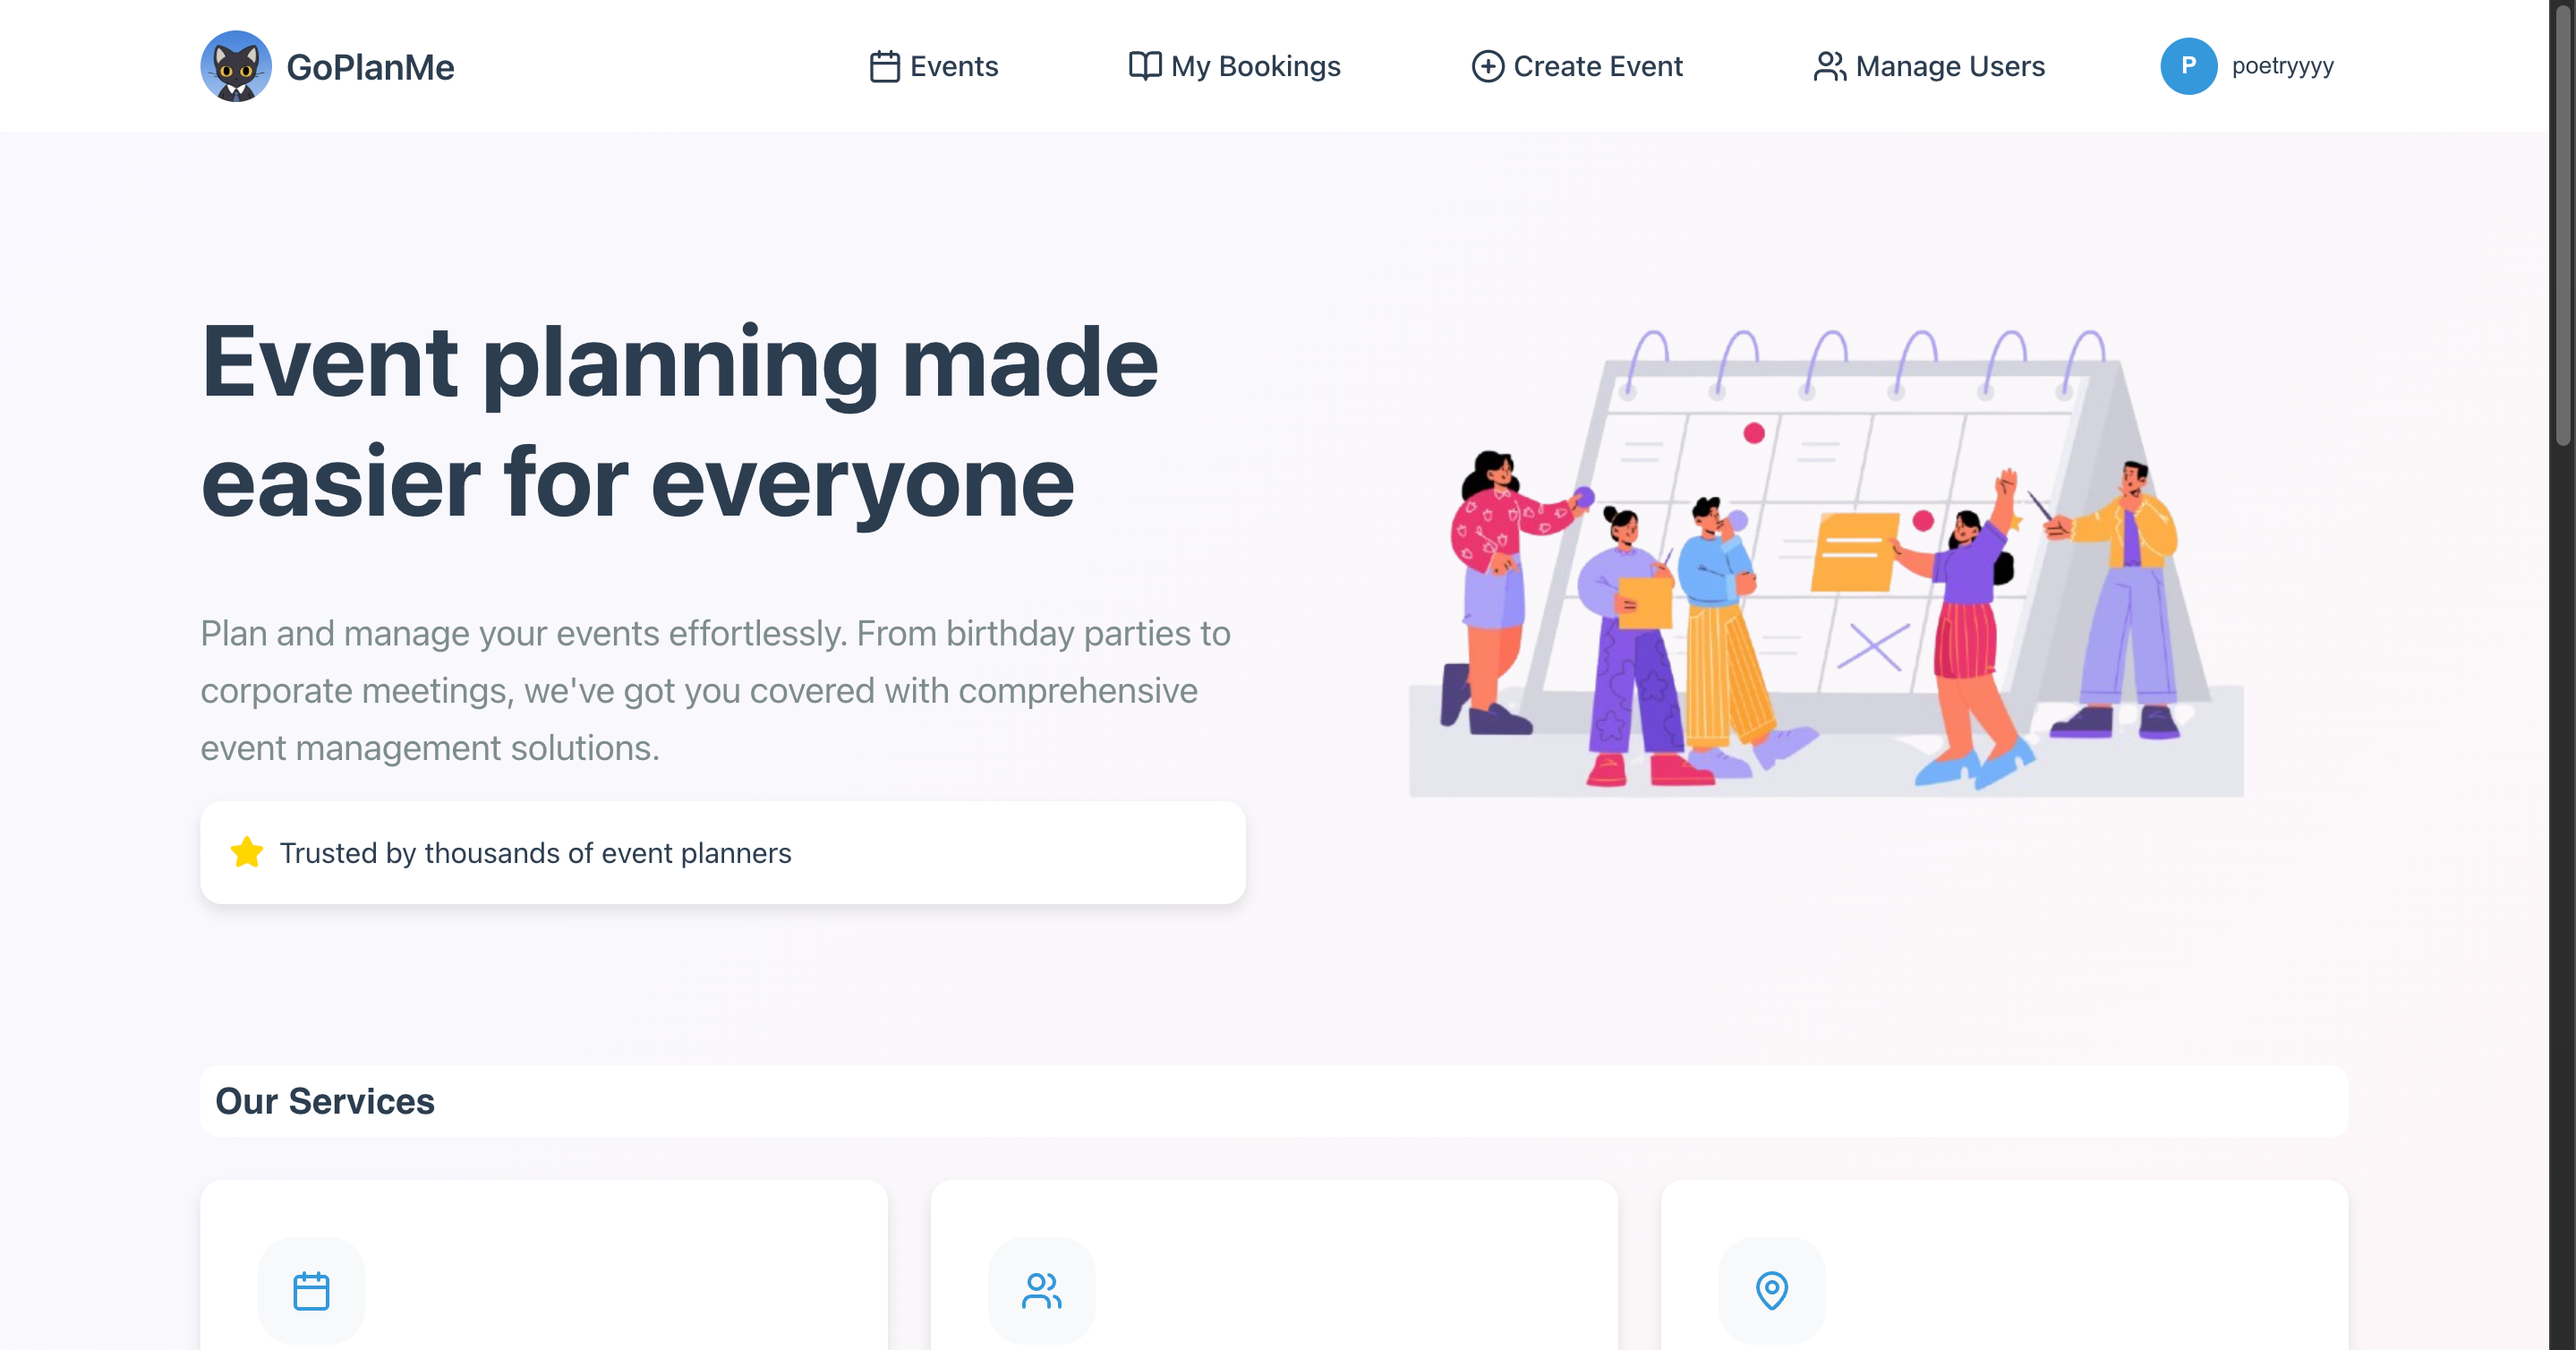 GoPlanMe
Events
My Bookings
Create Event
Manage Users
P
poetryyyy
Event planning made
easier for everyone
Plan and manage your events effortlessly. From birthday parties to
corporate meetings, we've got you covered with comprehensive
event management solutions.
Trusted by thousands of event planners
Our Services